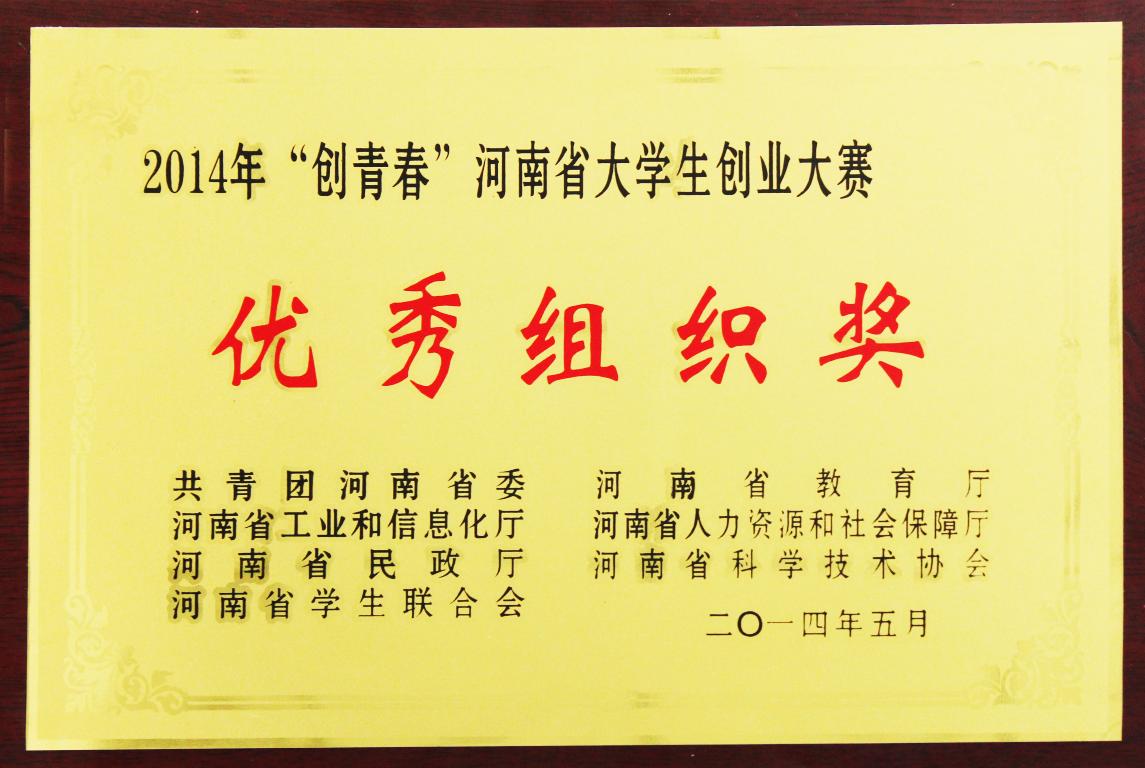 2014年“创青春”河南省大学生创业大赛
优秀组织奖
共青团河南省委 河南省教育厅
河南省工业和信息化厅 河南省人力资源和社会保障厅
河南省民政厅 河南省科学技术协会
河南省学生联合会
二〇一四年五月